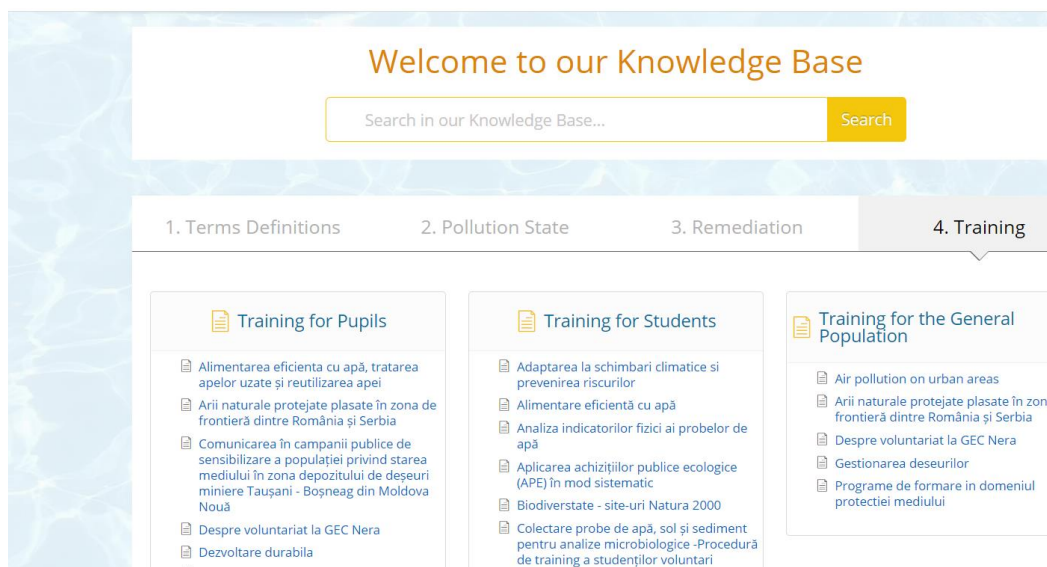 Welcome to our Knowledge Base
Search in our Knowledge Base...
Search
1. Terms Definitions
2. Pollution State
3. Remediation
4. Training
Training for Pupils
Alimentarea eficienta cu apă, tratarea
apelor uzate și reutilizarea apei
Arii naturale protejate plasate în zona de
frontieră dintre România și Serbia
Comunicarea în campanii publice de
sensibilizare a populației privind starea
mediului în zona depozitului de deșeuri
miniere Taușani - Boșneag din Moldova
Nouă
Despre voluntariat la GEC Nera
Dezvoltare durabila
Training for Students
Adaptarea la schimbari climatice si
prevenirea riscurilor
Alimentare eficientă cu apă
Analiza indicatorilor fizici ai probelor de
apă
Aplicarea achizițiilor publice ecologice
(APE) în mod sistematic
Biodiverstate - site-uri Natura 2000
Colectare probe de apă, sol și sediment
pentru analize microbiologice -Procedură
de training a studenților voluntari
Training for the General
Population
Air pollution on urban areas
Arii naturale protejate plasate în zon
frontieră dintre România și Serbia
Despre voluntariat la GEC Nera
Gestionarea deseurilor
Programe de formare in domeniul
protectiei mediului